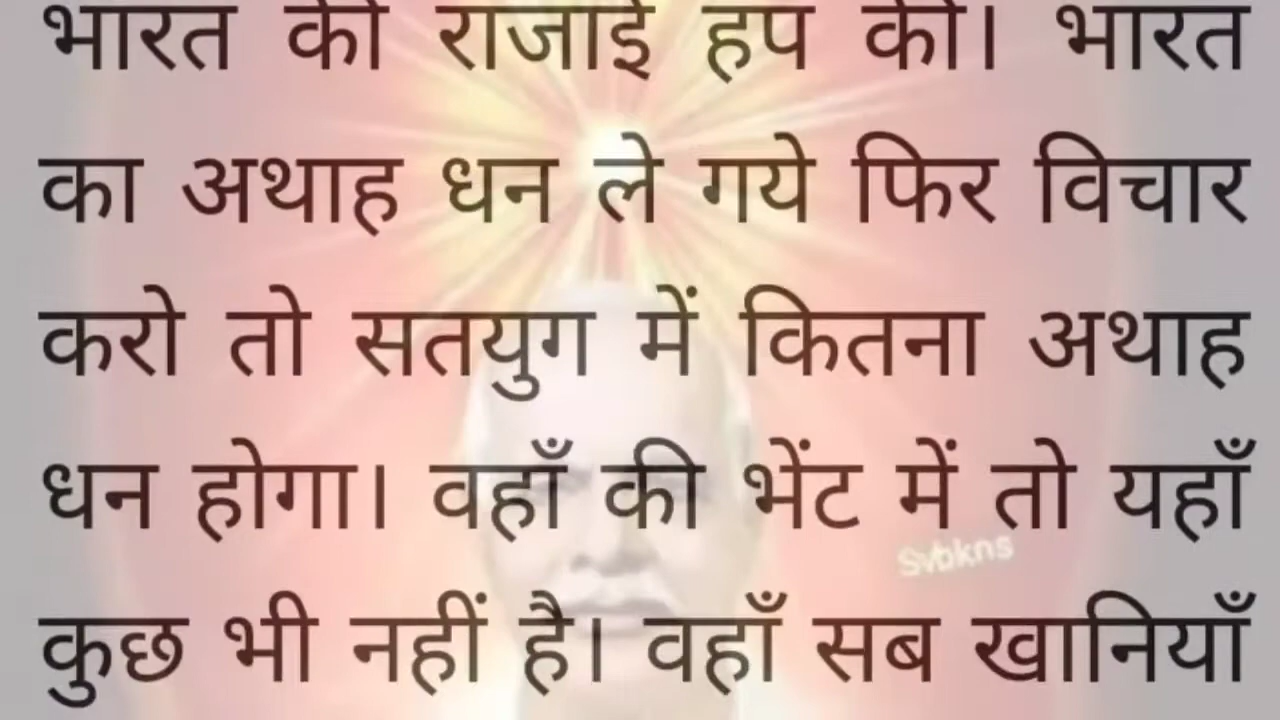 भारत की राजाई हप की। भारत
का अथाह धन ले गये फिर विचार
करो तो सतयुग में कितना अथाह
धन होगा। वहाँ की भेंट में तो यहाँ
Svbkns
कुछ भी नहीं है। वहाँ सब खानियाँ